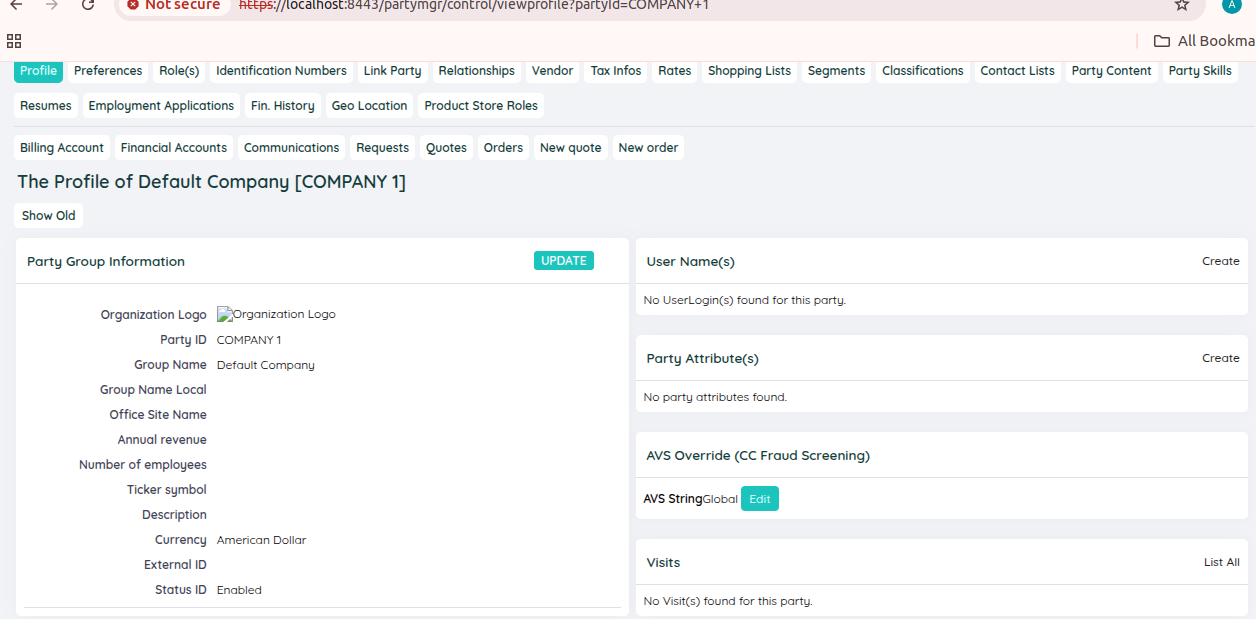 Not secure https://localhost:8443/partymgr/control/viewprofile?partyId=COMPANY+1 A
All Bookma
Profile Preferences Role(s) Identification Numbers Link Party Relationships Vendor Tax Infos Rates Shopping Lists Segments Classifications Contact Lists Party Content Party Skills
Resumes Employment Applications Fin. History Geo Location Product Store Roles
Billing Account Financial Accounts Communications Requests Quotes Orders New quote New order
The Profile of Default Company [COMPANY 1]
Show Old
Party Group Information UPDATE
Organization Logo Organization Logo
Party ID COMPANY 1
Group Name Default Company
Group Name Local
Office Site Name
Annual revenue
Number of employees
Ticker symbol
Description
Currency American Dollar
External ID
Status ID Enabled
User Name(s) Create
No UserLogin(s) found for this party.
Party Attribute(s) Create
No party attributes found.
AVS Override (CC Fraud Screening)
AVS StringGlobal Edit
Visits List All
No Visit(s) found for this party.